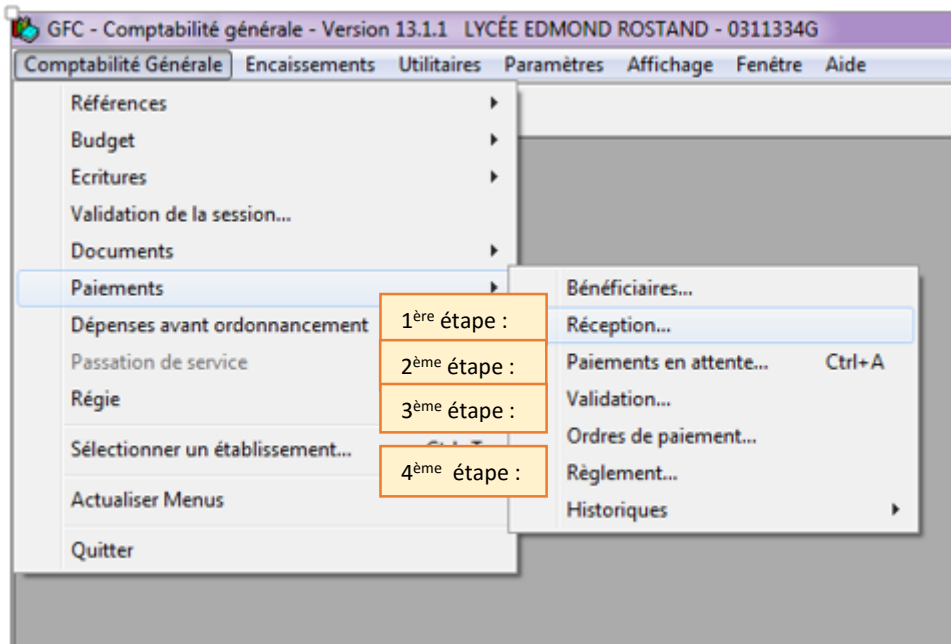 GFC - Comptabilité générale - Version 13.1.1 LYCÉE EDMOND ROSTAND - 0311334G
Comptabilité Générale Encaissements Utilitaires Paramètres Affichage Fenêtre Aide
Références
Budget
Ecritures
Validation de la session...
Documents
Paiements
Dépenses avant ordonnancement
Passation de service
Régie
Sélectionner un établissement...
Actualiser Menus
Quitter
1ère étape :
2ème étape :
3ème étape :
4ème étape :
Bénéficiaires...
Réception...
Paiements en attente... Ctrl+A
Validation...
Ordres de paiement...
Règlement...
Historiques